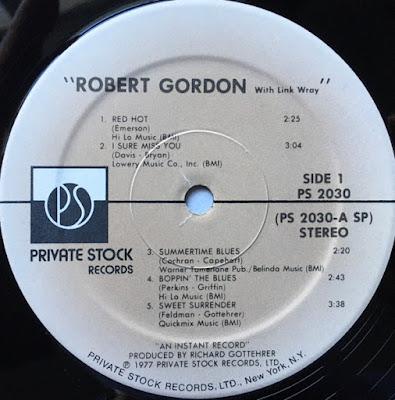 "ROBERT GORDON With Link Wray"
1. RED HOT 2:25
(Emerson)
Hi Lo Music (BMI)
2. I SURE MISS YOU 3:04
(Davis - Bryan)
Lowery Music Co., Inc. (BMI)
SIDE 1
PS 2030
PS
(PS 2030-A SP)
STEREO
PRIVATE STOCK
RECORDS
3. SUMMERTIME BLUES 2:20
(Cochran - Capehart)
Warner Tamerlane Pub./Belinda Music (BMI)
4. BOPPIN' THE BLUES 2:43
(Perkins - Griffin)
Hi Lo Music (BMI)
5. SWEET SURRENDER 3:38
(Feldman - Gottehrer)
Quickmix Music (BMI)
"AN INSTANT RECORD"
PRODUCED BY RICHARD GOTTEHRER
℗ 1977 PRIVATE STOCK RECORDS, LTD.
PRIVATE STOCK RECORDS, LTD., New York, N.Y.